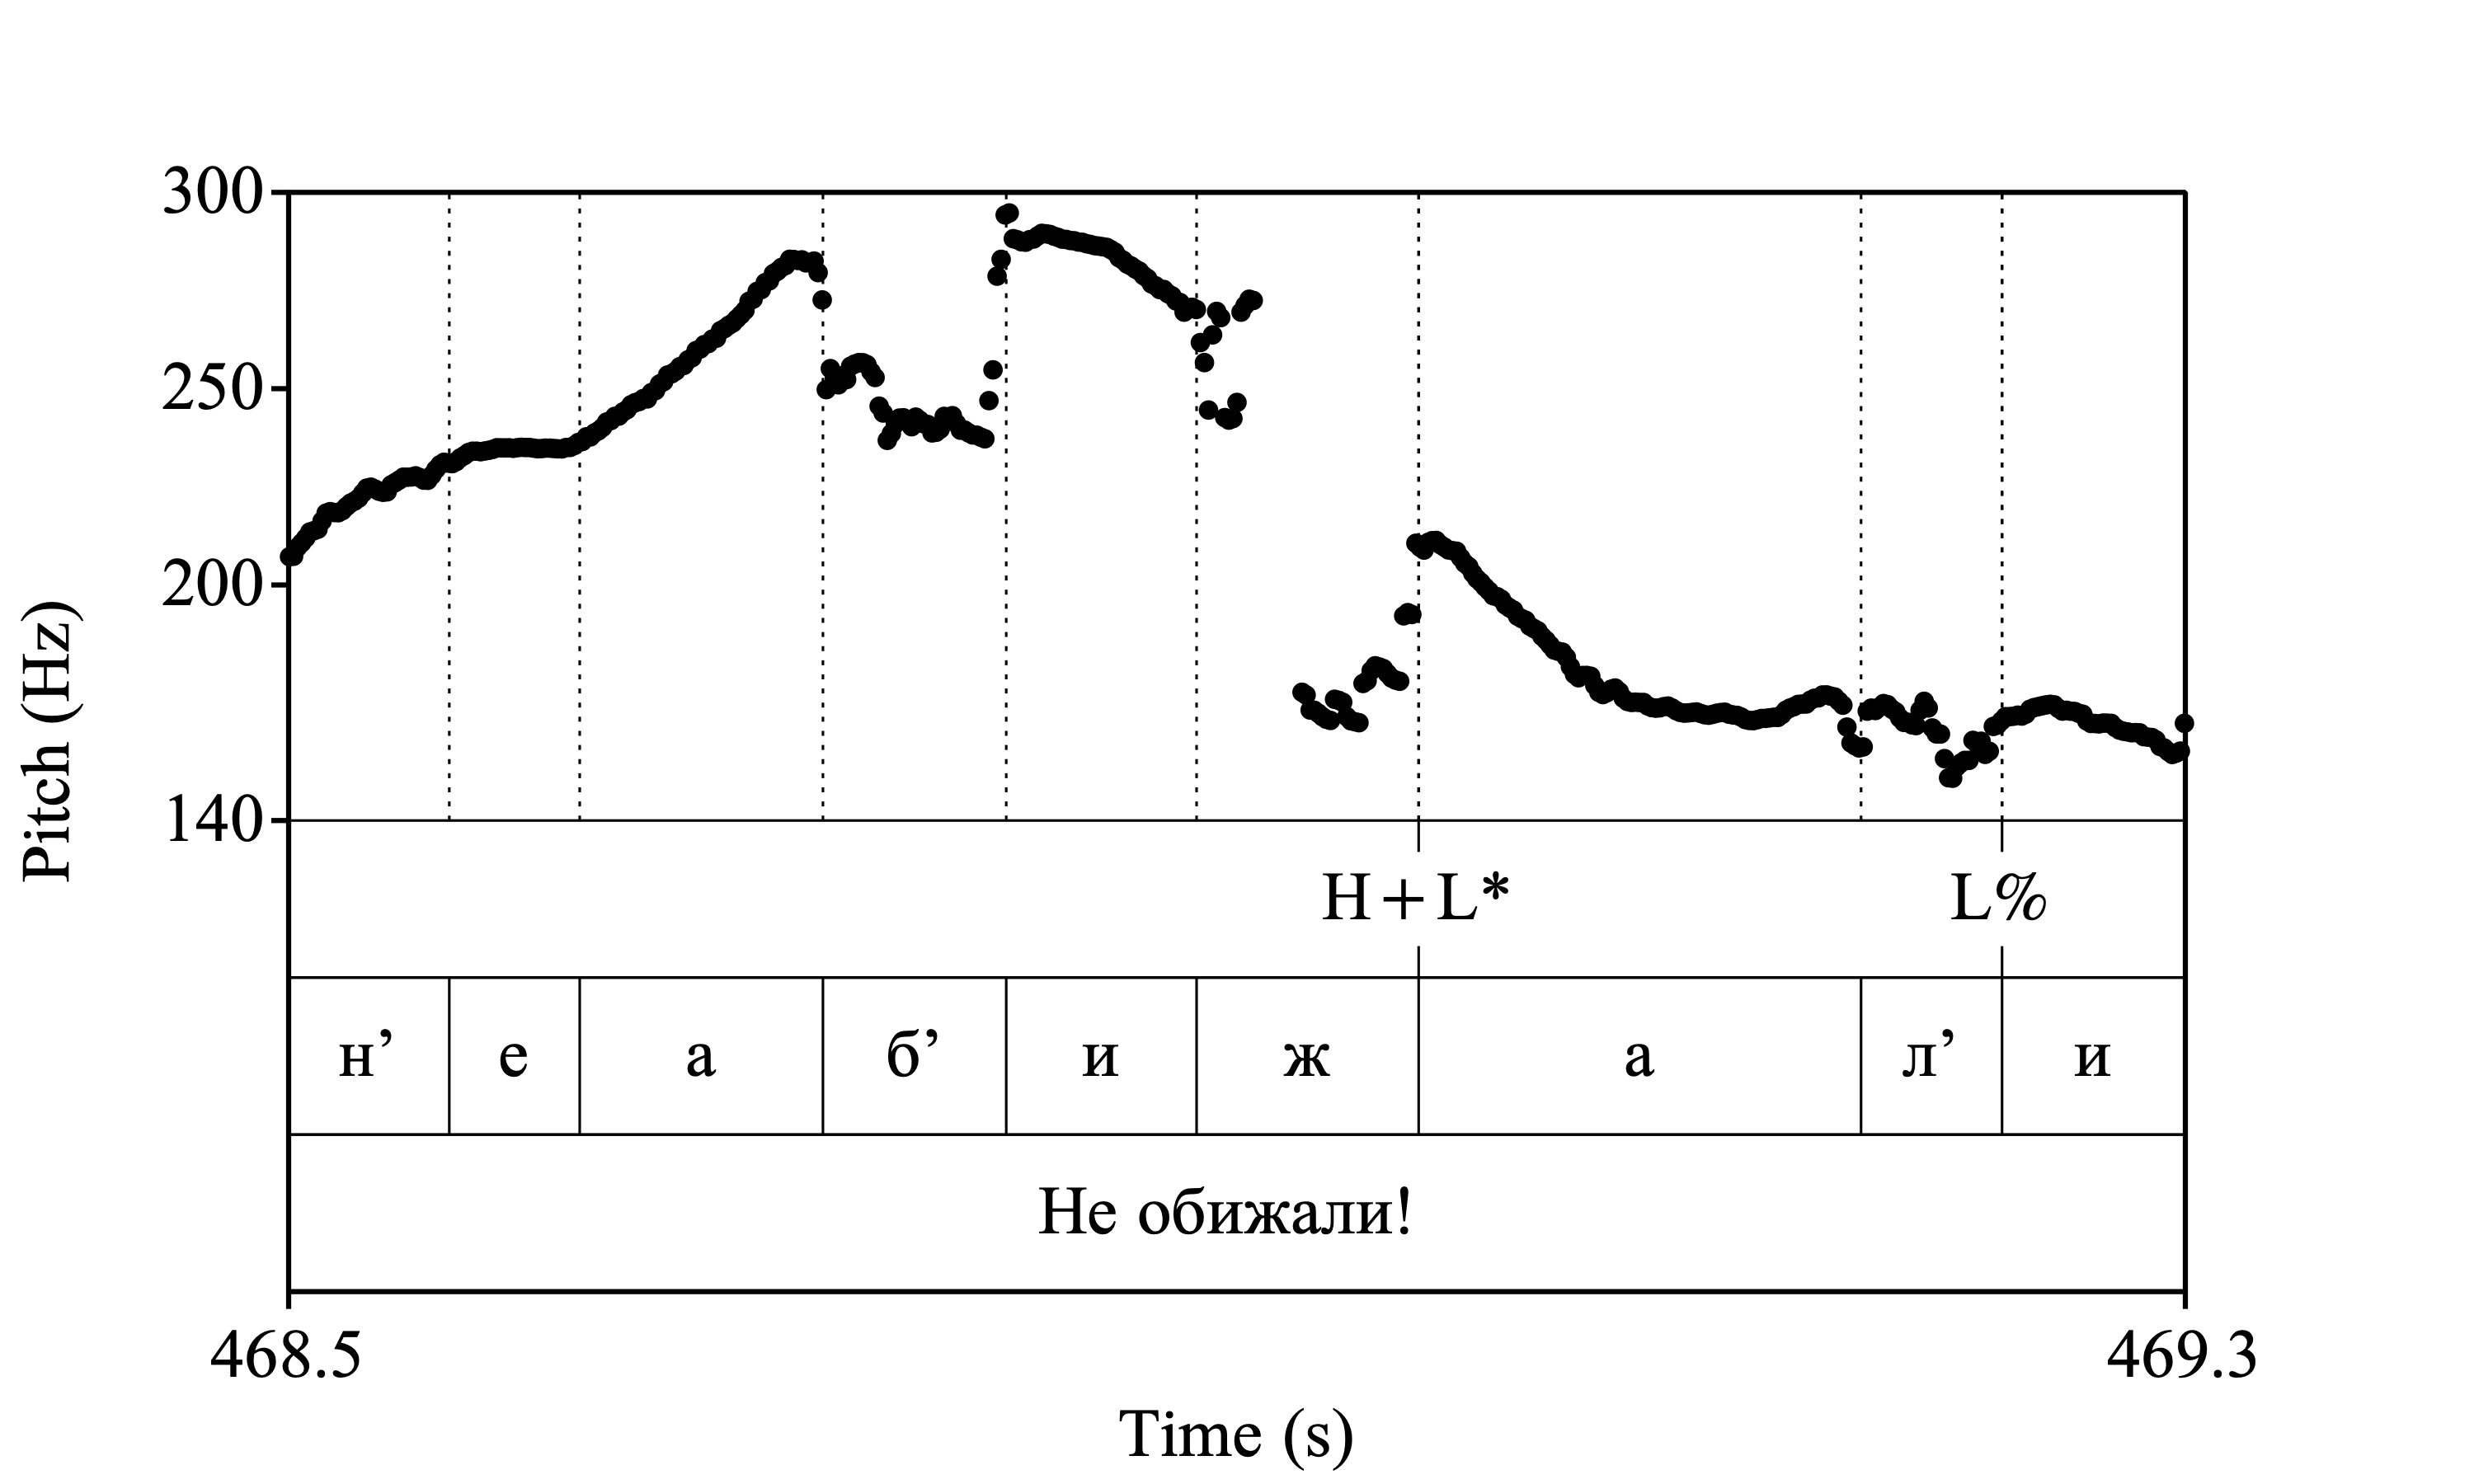 300
250
200
140
Pitch (Hz)
H+L* L%
н’ е а б’ и ж а л’ и
Не обижали!
468.5 469.3
Time (s)